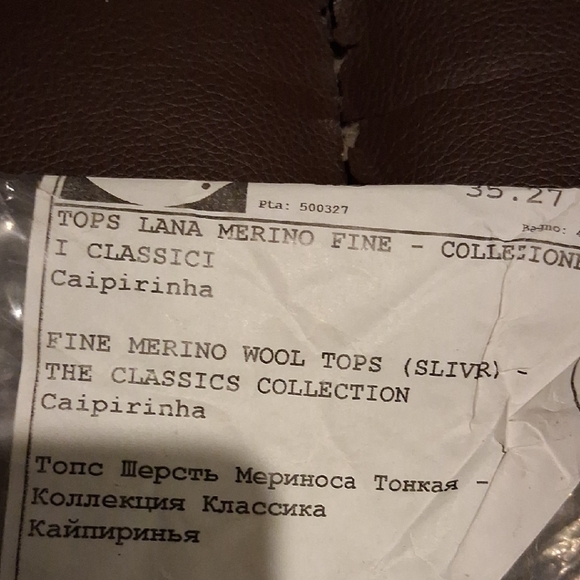 35.27
Pta: 500327
TOPS LANA MERINO FINE - COLLEZIONE
I CLASSICI
Caipirinha
FINE MERINO WOOL TOPS (SLIVR) -
THE CLASSICS COLLECTION
Caipirinha
Топс Шерсть Мериноса Тонкая -
Коллекция Классика
Кайпиринья